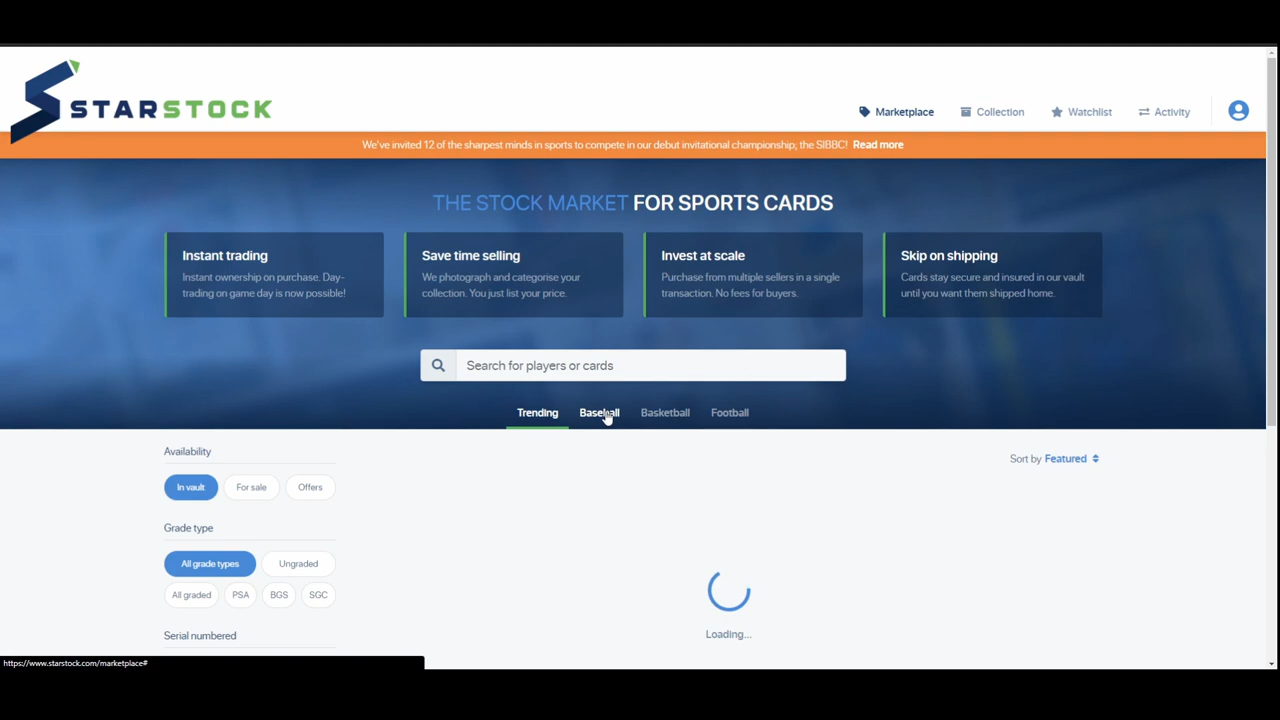 STARSTOCK
Marketplace
Collection
Watchlist
Activity
We've invited 12 of the sharpest minds in sports to compete in our debut invitational championship, the SIBBC! Read more
THE STOCK MARKET FOR SPORTS CARDS
Instant trading
Instant ownership on purchase. Day-
trading on game day is now possible!
Save time selling
We photograph and categorise your
collection. You just list your price.
Invest at scale
Purchase from multiple sellers in a single
transaction. No fees for buyers.
Skip on shipping
Cards stay secure and insured in our vault
until you want them shipped home.
Search for players or cards
Trending
Baseball
Basketball
Football
Availability
Sort by Featured
In vault
For sale
Offers
Grade type
All grade types
Ungraded
All graded
PSA
BGS
SGC
Serial numbered
Loading...
https://www.starstock.com/marketplace#